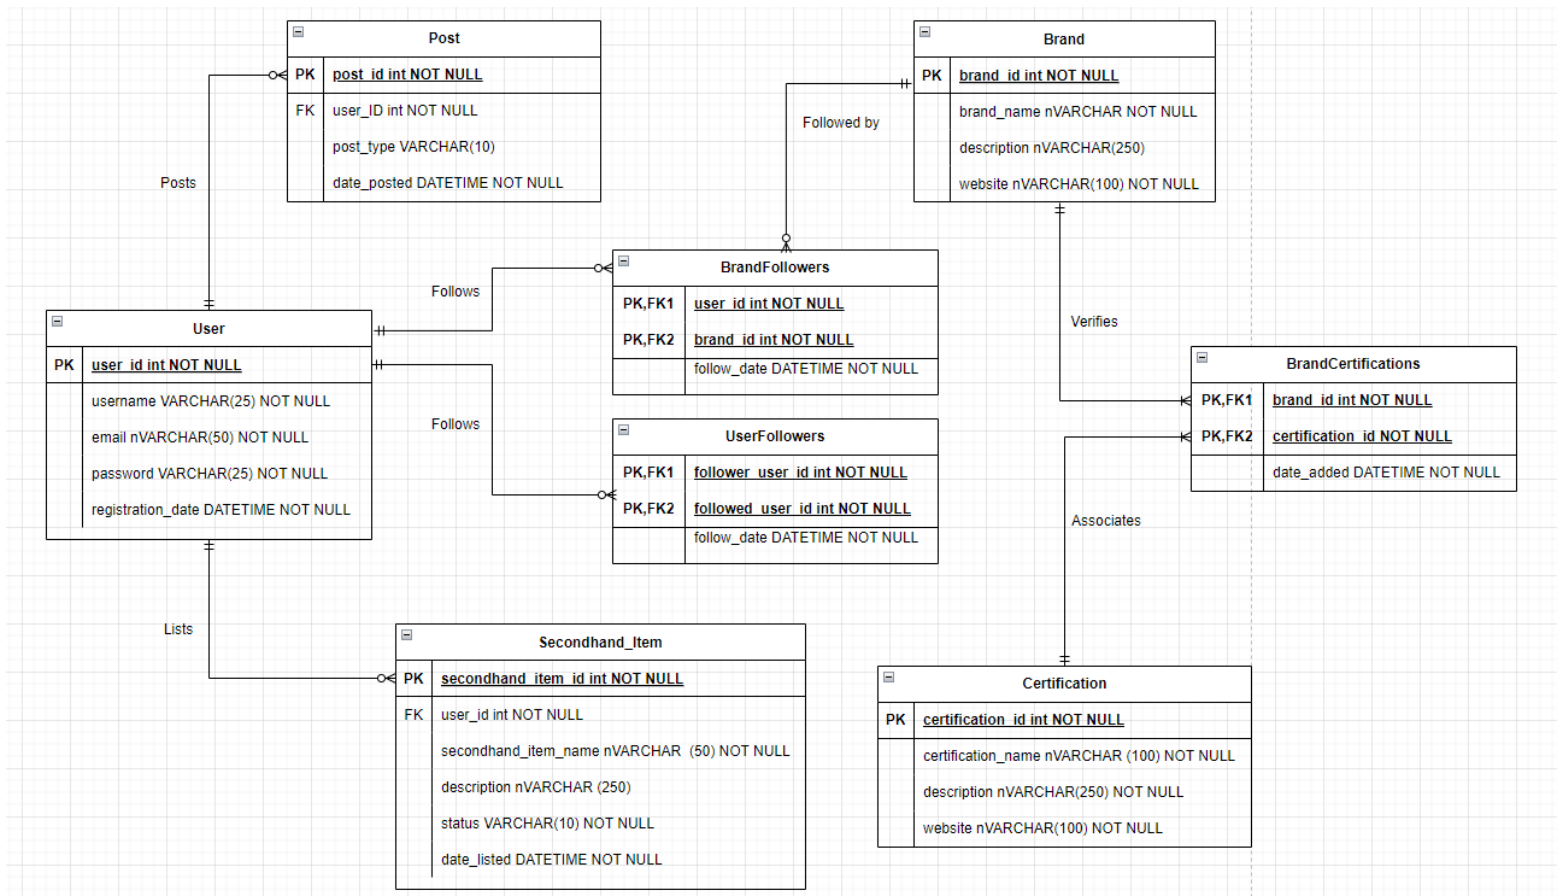 Post
PK post_id int NOT NULL
FK user_ID int NOT NULL
post_type VARCHAR(10)
date_posted DATETIME NOT NULL
Brand
PK brand_id int NOT NULL
brand_name nVARCHAR NOT NULL
description nVARCHAR(250)
website nVARCHAR(100) NOT NULL
Followed by
Posts
BrandFollowers
PK,FK1 user_id int NOT NULL
PK,FK2 brand_id int NOT NULL
follow_date DATETIME NOT NULL
Follows
Verifies
User
PK user_id int NOT NULL
username VARCHAR(25) NOT NULL
email nVARCHAR(50) NOT NULL
password VARCHAR(25) NOT NULL
registration_date DATETIME NOT NULL
BrandCertifications
PK,FK1 brand_id int NOT NULL
PK,FK2 certification_id NOT NULL
date_added DATETIME NOT NULL
Follows
UserFollowers
PK,FK1 follower_user_id int NOT NULL
PK,FK2 followed_user_id int NOT NULL
follow_date DATETIME NOT NULL
Associates
Lists
Secondhand_Item
PK secondhand_item_id int NOT NULL
FK user_id int NOT NULL
secondhand_item_name nVARCHAR (50) NOT NULL
description nVARCHAR (250)
status VARCHAR(10) NOT NULL
date_listed DATETIME NOT NULL
Certification
PK certification_id int NOT NULL
certification_name nVARCHAR (100) NOT NULL
description nVARCHAR(250) NOT NULL
website nVARCHAR(100) NOT NULL